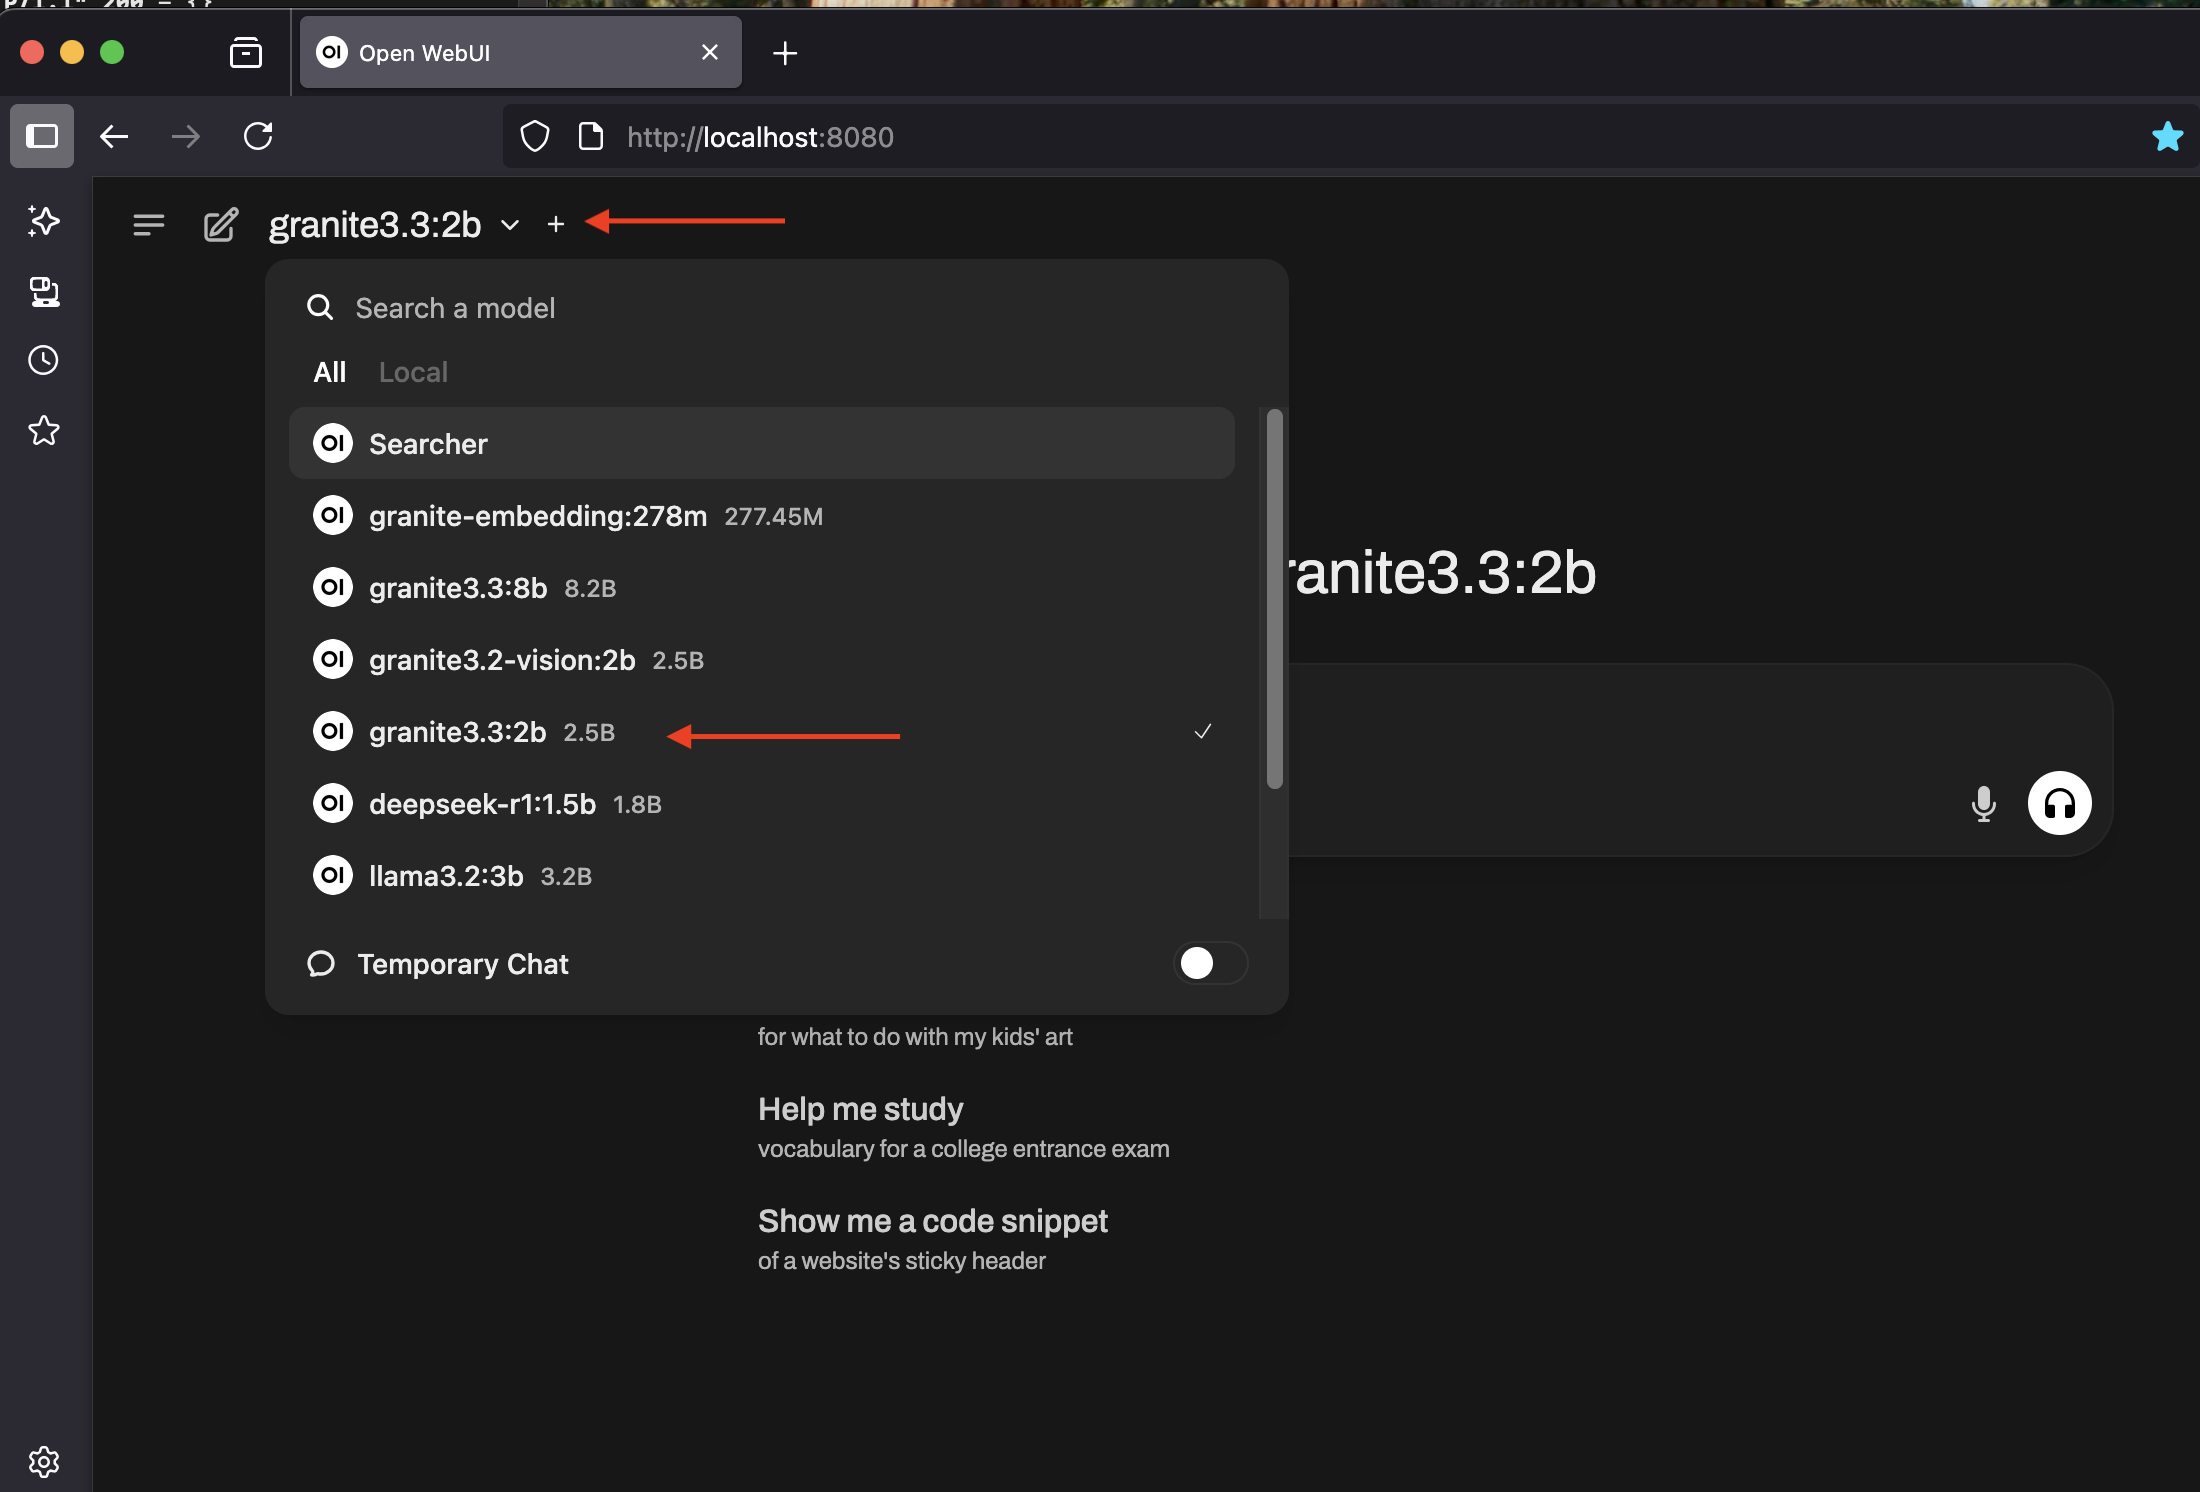 Open WebUI
http://localhost:8080
granite3.3:2b
Search a model
All Local
OI Searcher
OI granite-embedding:278m 277.45M
OI granite3.3:8b 8.2B
OI granite3.2-vision:2b 2.5B
OI granite3.3:2b 2.5B
OI deepseek-r1:1.5b 1.8B
OI llama3.2:3b 3.2B
Temporary Chat
ranite3.3:2b
for what to do with my kids' art
Help me study
vocabulary for a college entrance exam
Show me a code snippet
of a website's sticky header